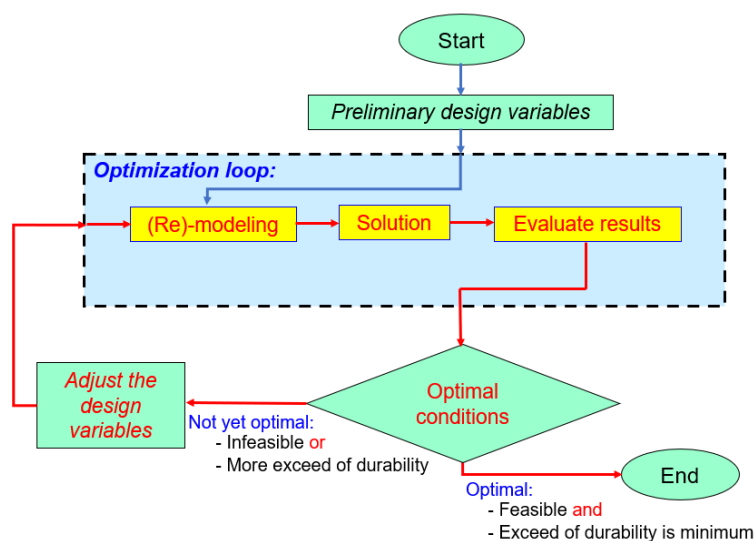 Start
Preliminary design variables
Optimization loop:
(Re)-modeling
Solution
Evaluate results
Adjust the
design
variables
Optimal
conditions
Not yet optimal:
- Infeasible or
- More exceed of durability
End
Optimal:
- Feasible and
- Exceed of durability is minimum